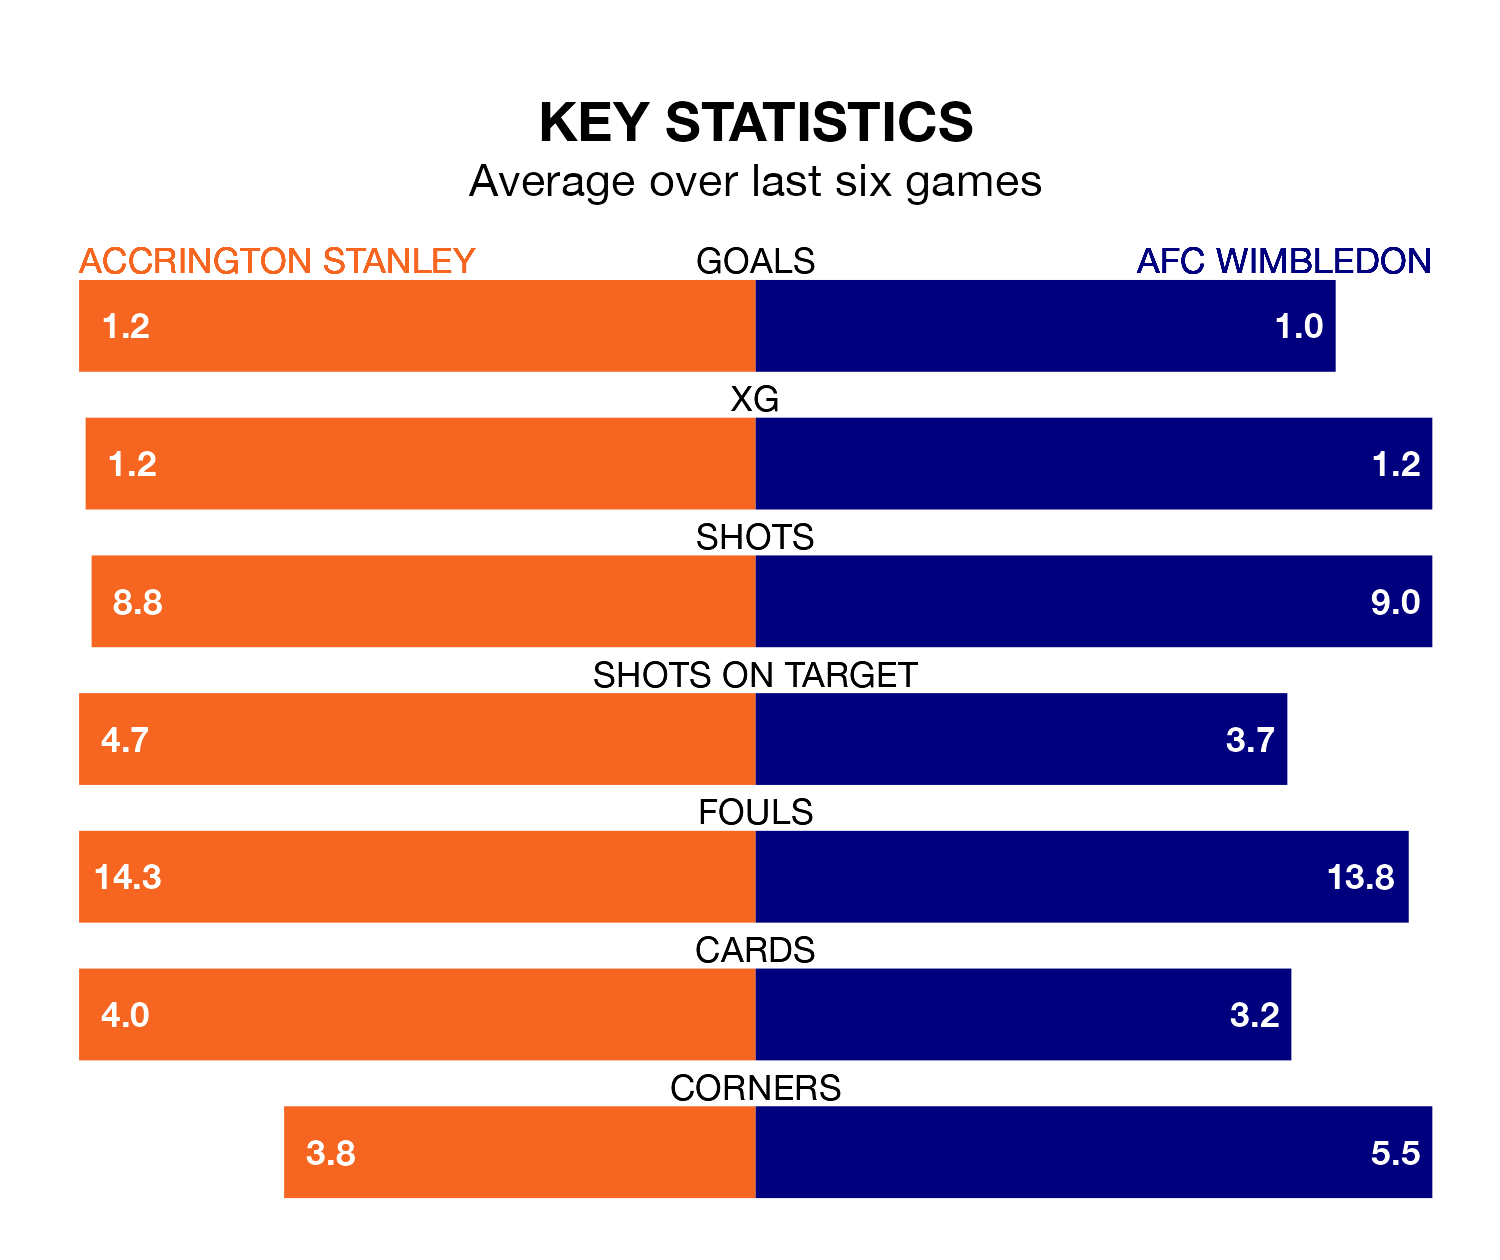 KEY STATISTICS
Average over last six games
ACCRINGTON STANLEY GOALS AFC WIMBLEDON
1.2 1.0
XG
1.2 1.2
SHOTS
8.8 9.0
SHOTS ON TARGET
4.7 3.7
FOULS
14.3 13.8
CARDS
4.0 3.2
CORNERS
3.8 5.5